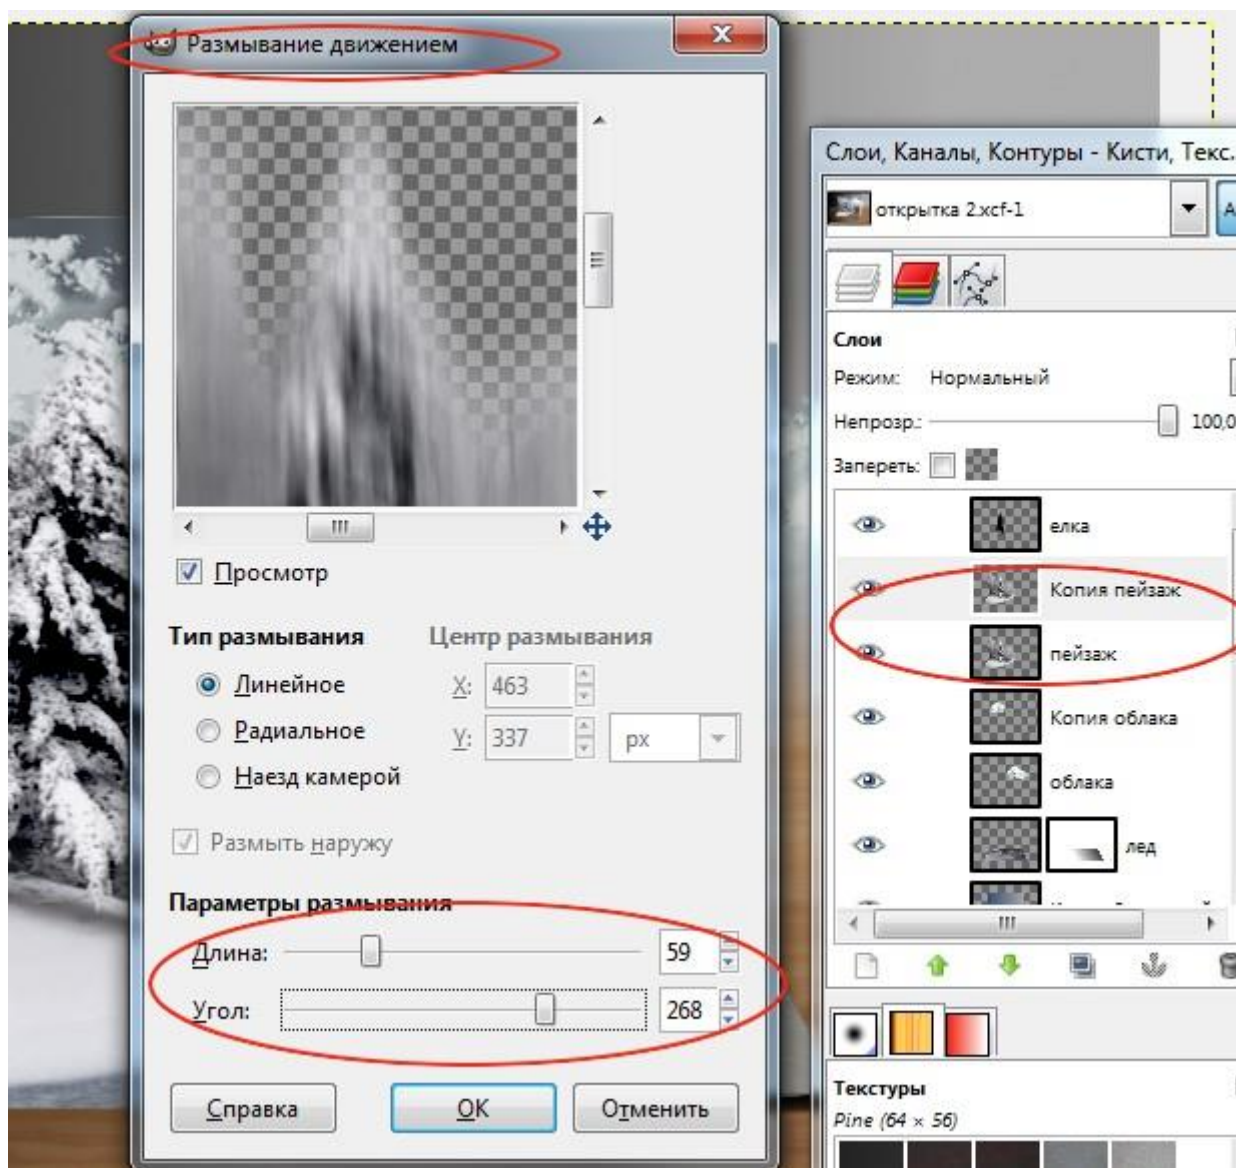 Размывание движением
Просмотр
Тип размывания
Центр размывания
Линейное
X: 463
Радиальное
Y: 337
px
Наезд камерой
Размыть наружу
Параметры размывания
Длина: 59
Угол: 268
Справка
OK
Отменить
Слои, Каналы, Контуры - Кисти, Текс.
открытка 2.xcf-1
Слои
Режим: Нормальный
Непрозр.: 100,0
Запереть:
елка
Копия пейзаж
пейзаж
Копия облака
облака
лед
Текстуры
Pine (64 × 56)